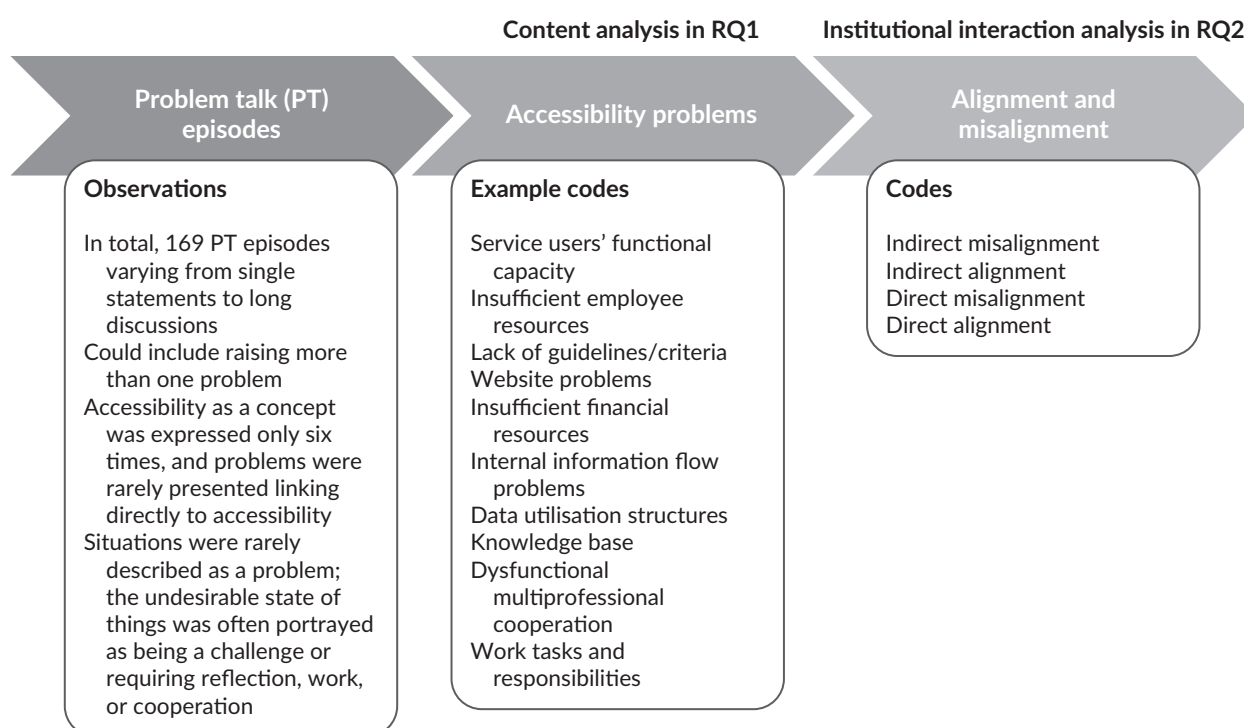 Content analysis in RQ1
Institutional interaction analysis in RQ2
Problem talk (PT)
episodes
Accessibility problems
Alignment and
misalignment
Observations
In total, 169 PT episodes
varying from single
statements to long
discussions
Could include raising more
than one problem
Accessibility as a concept
was expressed only six
times, and problems were
rarely presented linking
directly to accessibility
Situations were rarely
described as a problem;
the undesirable state of
things was often portrayed
as being a challenge or
requiring reflection, work,
or cooperation
Example codes
Service users’ functional
capacity
Insufficient employee
resources
Lack of guidelines/criteria
Website problems
Insufficient financial
resources
Internal information flow
problems
Data utilisation structures
Knowledge base
Dysfunctional
multiprofessional
cooperation
Work tasks and
responsibilities
Codes
Indirect misalignment
Indirect alignment
Direct misalignment
Direct alignment